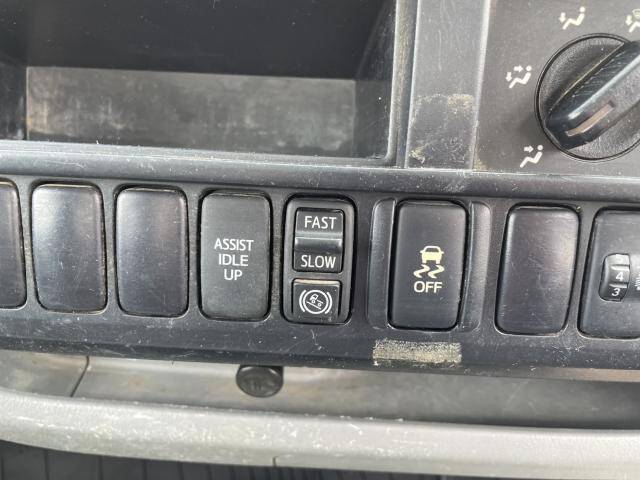 ASSIST
IDLE
UP
FAST
SLOW
OFF
4
3